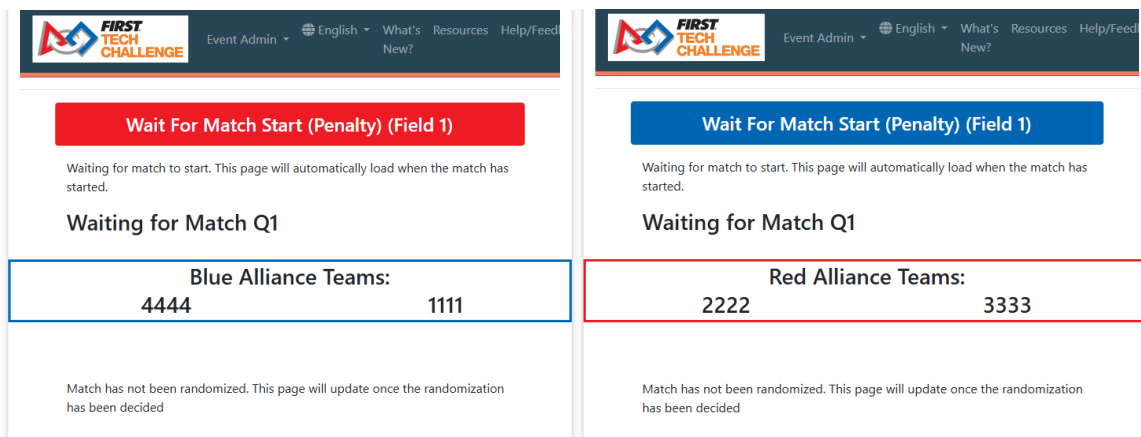 FIRST
TECH
CHALLENGE
Event Admin
English
What's
New?
Resources
Help/Feedl
Wait For Match Start (Penalty) (Field 1)
Waiting for match to start. This page will automatically load when the match has
started.
Waiting for Match Q1
Blue Alliance Teams:
4444 1111
Match has not been randomized. This page will update once the randomization
has been decided
FIRST
TECH
CHALLENGE
Event Admin
English
What's
New?
Resources
Help/Feedl
Wait For Match Start (Penalty) (Field 1)
Waiting for match to start. This page will automatically load when the match has
started.
Waiting for Match Q1
Red Alliance Teams:
2222 3333
Match has not been randomized. This page will update once the randomization
has been decided